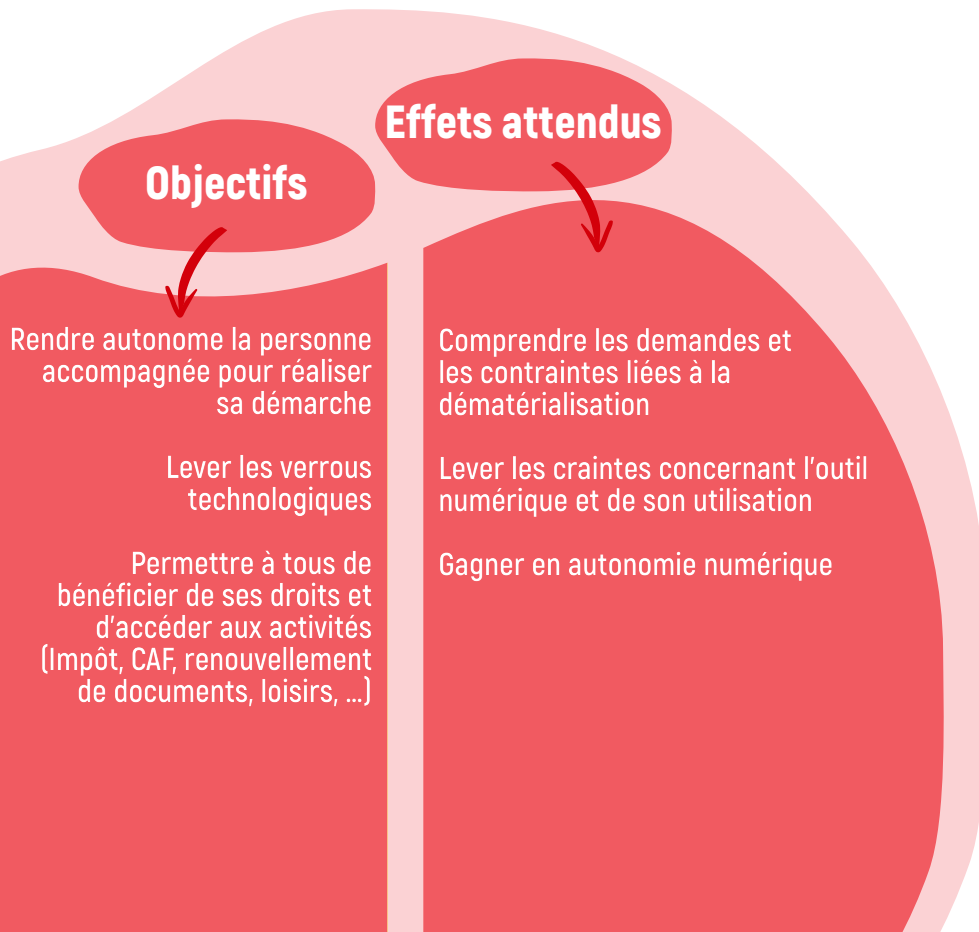 Objectifs
Rendre autonome la personne
accompagnée pour réaliser
sa démarche
Lever les verrous
technologiques
Permettre à tous de
bénéficier de ses droits et
d'accéder aux activités
(Impôt, CAF, renouvellement
de documents, loisirs, ...)
Effets attendus
Comprendre les demandes et
les contraintes liées à la
dématérialisation
Lever les craintes concernant l'outil
numérique et de son utilisation
Gagner en autonomie numérique